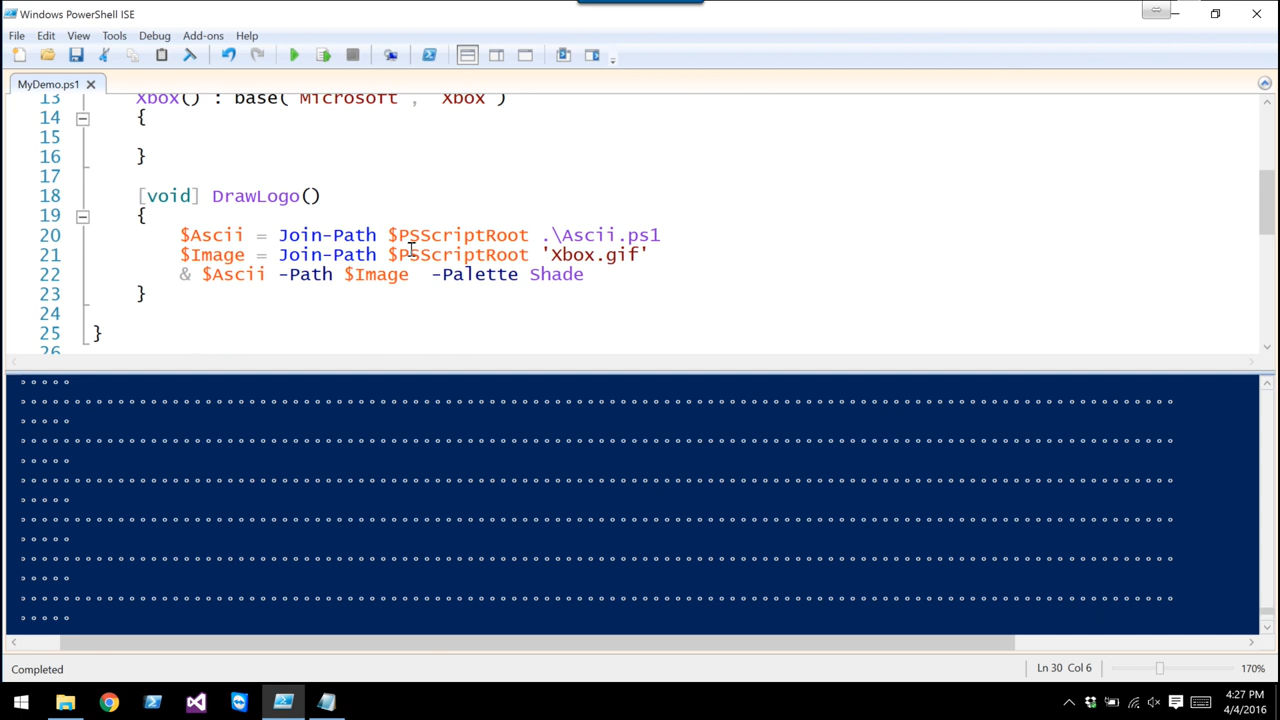 Windows PowerShell ISE
File Edit View Tools Debug Add-ons Help
MyDemo.ps1
13 Xbox() : base("Microsoft", "Xbox")
14 {
15
16 }
17
18 [void] DrawLogo()
19 {
20 $Ascii = Join-Path $PSScriptRoot .\Ascii.ps1
21 $Image = Join-Path $PSScriptRoot 'Xbox.gif'
22 & $Ascii -Path $Image -Palette Shade
23 }
24
25 }
26
Completed Ln 30 Col 6 170%
4:27 PM
4/4/2016